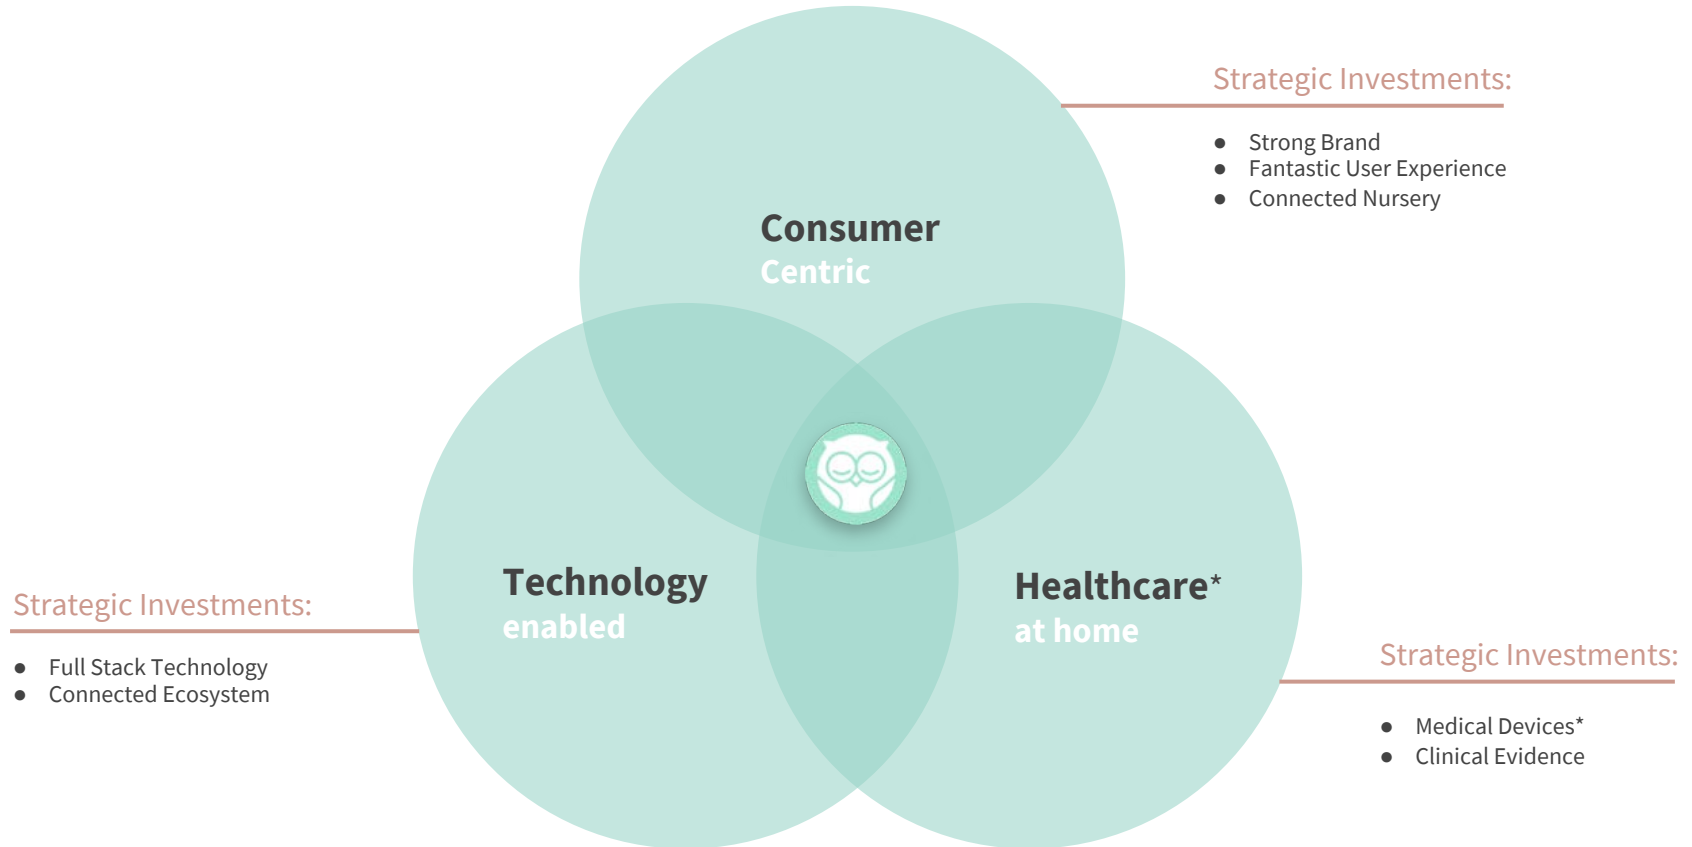 Strategic Investments:
● Strong Brand
● Fantastic User Experience
● Connected Nursery
Consumer
Centric
Technology
enabled
Strategic Investments:
● Full Stack Technology
● Connected Ecosystem
Healthcare*
at home
Strategic Investments:
● Medical Devices*
● Clinical Evidence